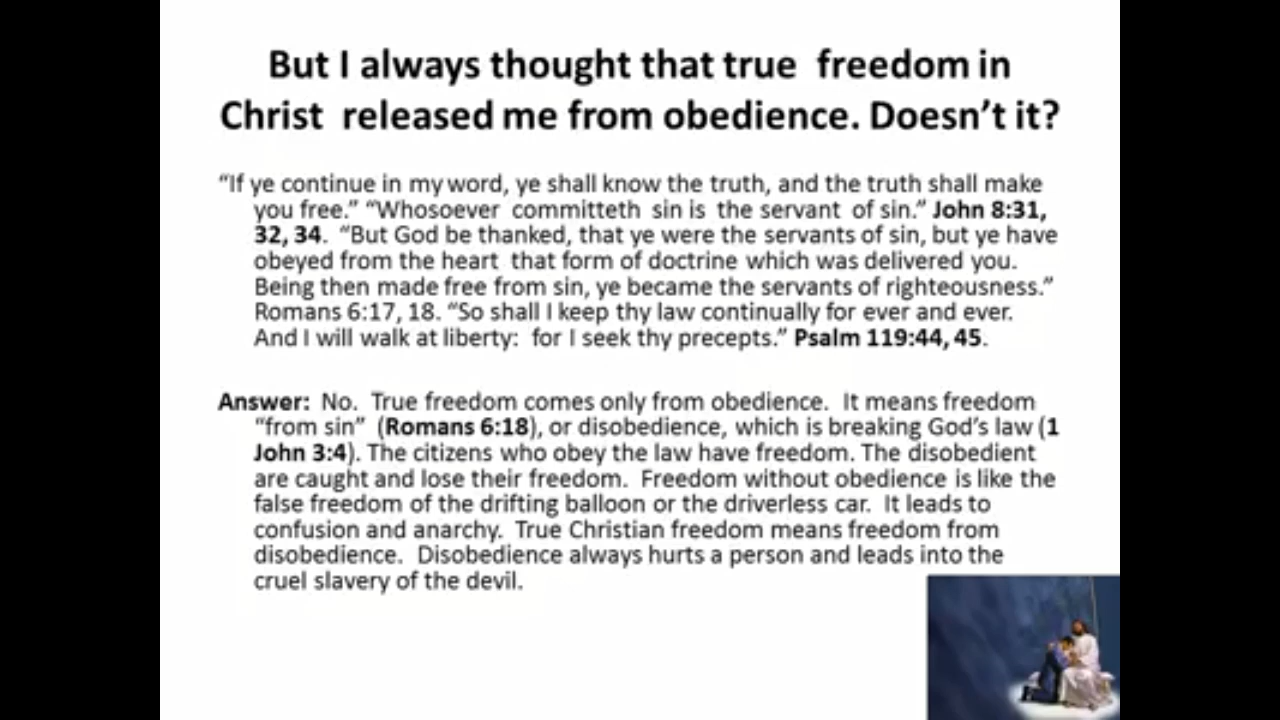 But I always thought that true freedom in
Christ released me from obedience. Doesn't it?
"If ye continue in my word, ye shall know the truth, and the truth shall make
you free." "Whosoever committeth sin is the servant of sin." John 8:31,
32, 34. "But God be thanked, that ye were the servants of sin, but ye have
obeyed from the heart that form of doctrine which was delivered you.
Being then made free from sin, ye became the servants of righteousness."
Romans 6:17, 18. "So shall I keep thy law continually for ever and ever.
And I will walk at liberty: for I seek thy precepts." Psalm 119:44, 45.
Answer: No. True freedom comes only from obedience. It means freedom
"from sin" (Romans 6:18), or disobedience, which is breaking God's law (1
John 3:4). The citizens who obey the law have freedom. The disobedient
are caught and lose their freedom. Freedom without obedience is like the
false freedom of the drifting balloon or the driverless car. It leads to
confusion and anarchy. True Christian freedom means freedom from
disobedience. Disobedience always hurts a person and leads into the
cruel slavery of the devil.